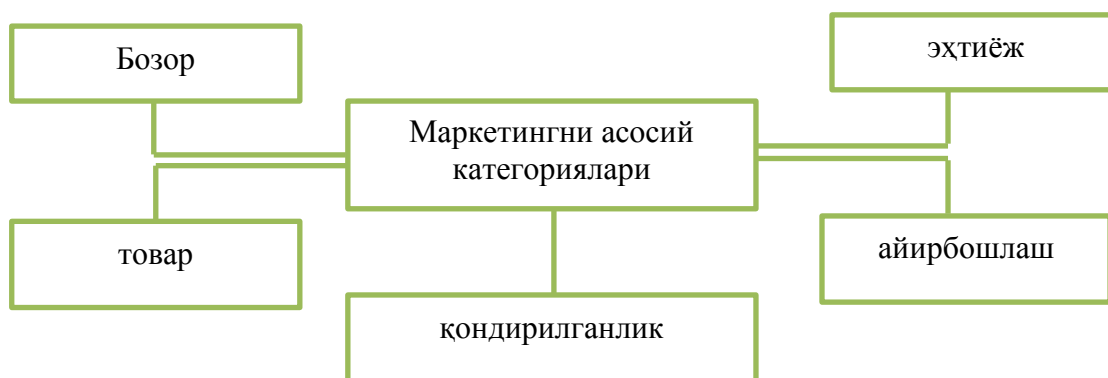 Бозор
эҳтиёж
Маркетингни асосий
категориялари
товар
айирбошлаш
қондирилганлик